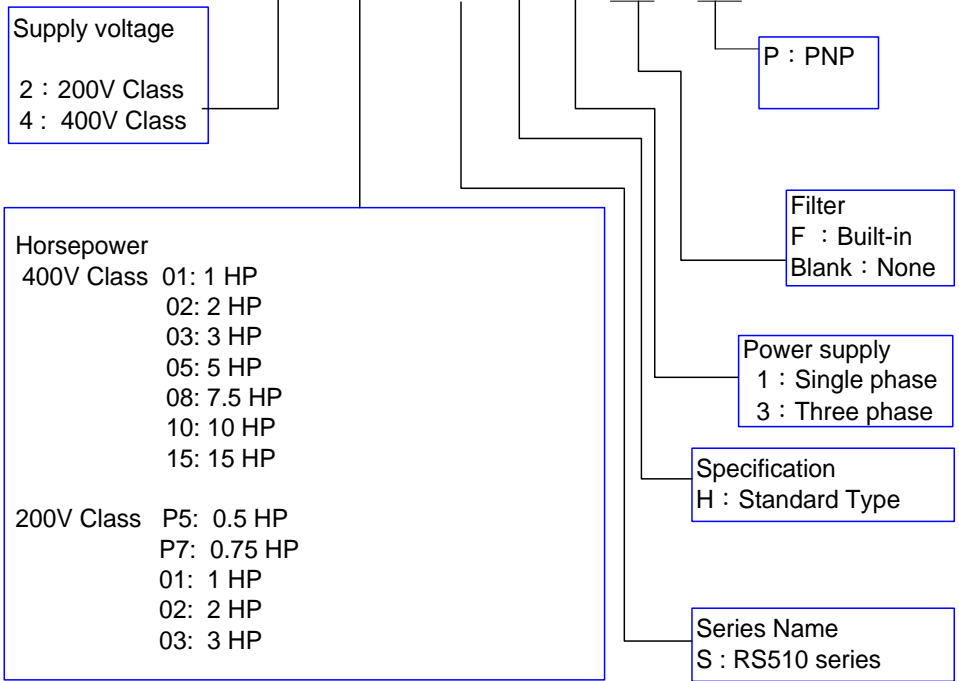 Supply voltage
2：200V Class
4 : 400V Class
P：PNP
Filter
F ：Built-in
Blank：None
Horsepower
400V Class 01: 1 HP
02: 2 HP
03: 3 HP
05: 5 HP
08: 7.5 HP
10: 10 HP
15: 15 HP
200V Class P5: 0.5 HP
P7: 0.75 HP
01: 1 HP
02: 2 HP
03: 3 HP
Power supply
1：Single phase
3：Three phase
Specification
H：Standard Type
Series Name
S : RS510 series